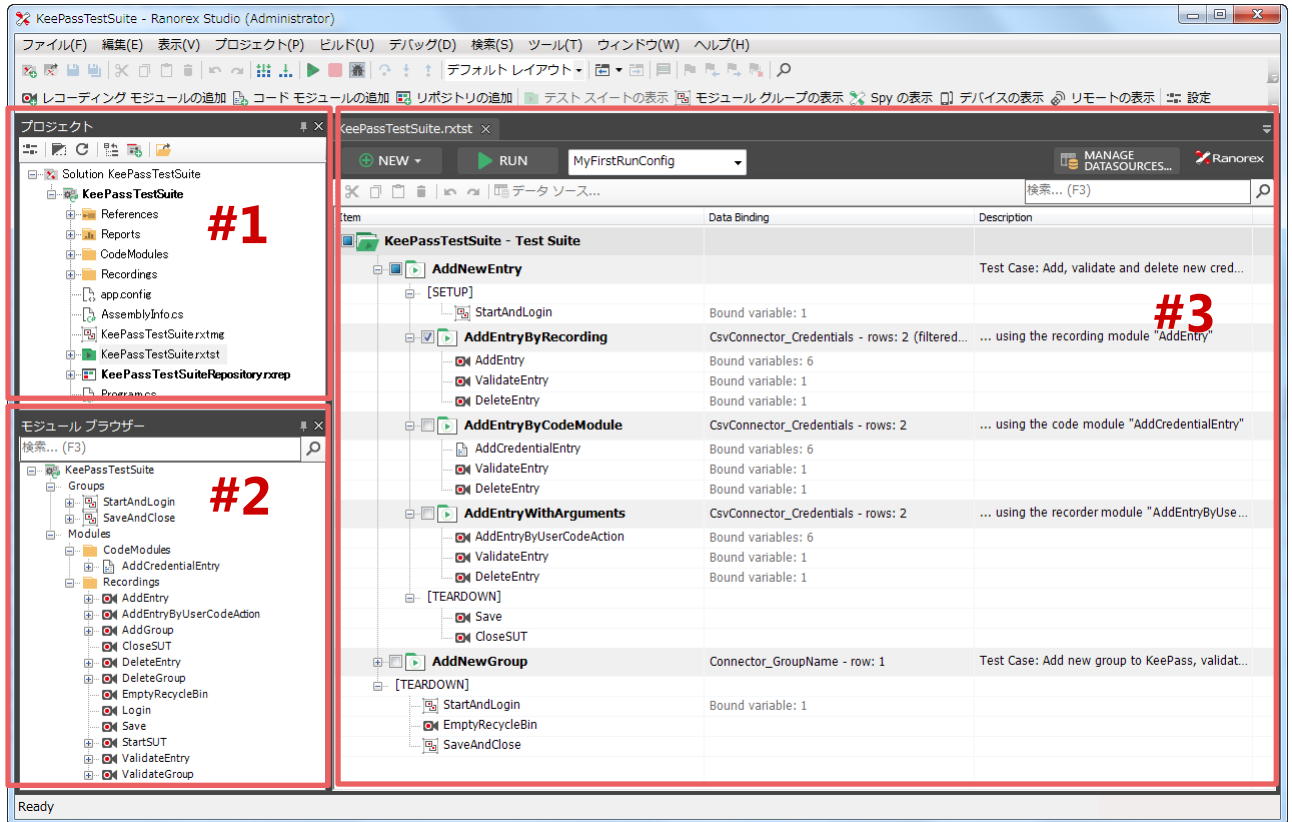 KeePassTestSuite - Ranorex Studio (Administrator)
ファイル(F) 編集(E) 表示(V) プロジェクト(P) ビルド(U) デバッグ(D) 検索(S) ツール(T) ウィンドウ(W) ヘルプ(H)
デフォルト レイアウト
レコーディング モジュールの追加 コード モジュールの追加 リポジトリの追加 テスト スイートの表示 モジュール グループの表示 Spy の表示 デバイスの表示 リモートの表示 設定
プロジェクト
Solution KeePassTestSuite
KeePassTestSuite
References
Reports
CodeModules
Recordings
app.config
AssemblyInfo.cs
KeePassTestSuite.rxtmg
KeePassTestSuite.rxtst
KeePassTestSuiteRepository.rxrep
Program.cs
#1
モジュール ブラウザー
検索... (F3)
KeePassTestSuite
Groups
StartAndLogin
SaveAndClose
Modules
CodeModules
AddCredentialEntry
Recordings
AddEntry
AddEntryByUserCodeAction
AddGroup
CloseSUT
DeleteEntry
DeleteGroup
EmptyRecycleBin
Login
Save
StartSUT
ValidateEntry
ValidateGroup
#2
KeePassTestSuite.rxtst
NEW RUN MyFirstRunConfig MANAGE DATASOURCES... Ranorex
データ ソース... 検索... (F3)
Item Data Binding Description
KeePassTestSuite - Test Suite
AddNewEntry Test Case: Add, validate and delete new cred...
[SETUP]
StartAndLogin Bound variable: 1
#3
AddEntryByRecording CsvConnector_Credentials - rows: 2 (filtered... ... using the recording module "AddEntry"
AddEntry Bound variables: 6
ValidateEntry Bound variable: 1
DeleteEntry Bound variable: 1
AddEntryByCodeModule CsvConnector_Credentials - rows: 2 ... using the code module "AddCredentialEntry"
AddCredentialEntry Bound variables: 6
ValidateEntry Bound variable: 1
DeleteEntry Bound variable: 1
AddEntryWithArguments CsvConnector_Credentials - rows: 2 ... using the recorder module "AddEntryByUse...
AddEntryByUserCodeAction Bound variables: 6
ValidateEntry Bound variable: 1
DeleteEntry Bound variable: 1
[TEARDOWN]
Save
CloseSUT
AddNewGroup Connector_GroupName - row: 1 Test Case: Add new group to KeePass, validat...
[TEARDOWN]
StartAndLogin Bound variable: 1
EmptyRecycleBin
SaveAndClose
Ready